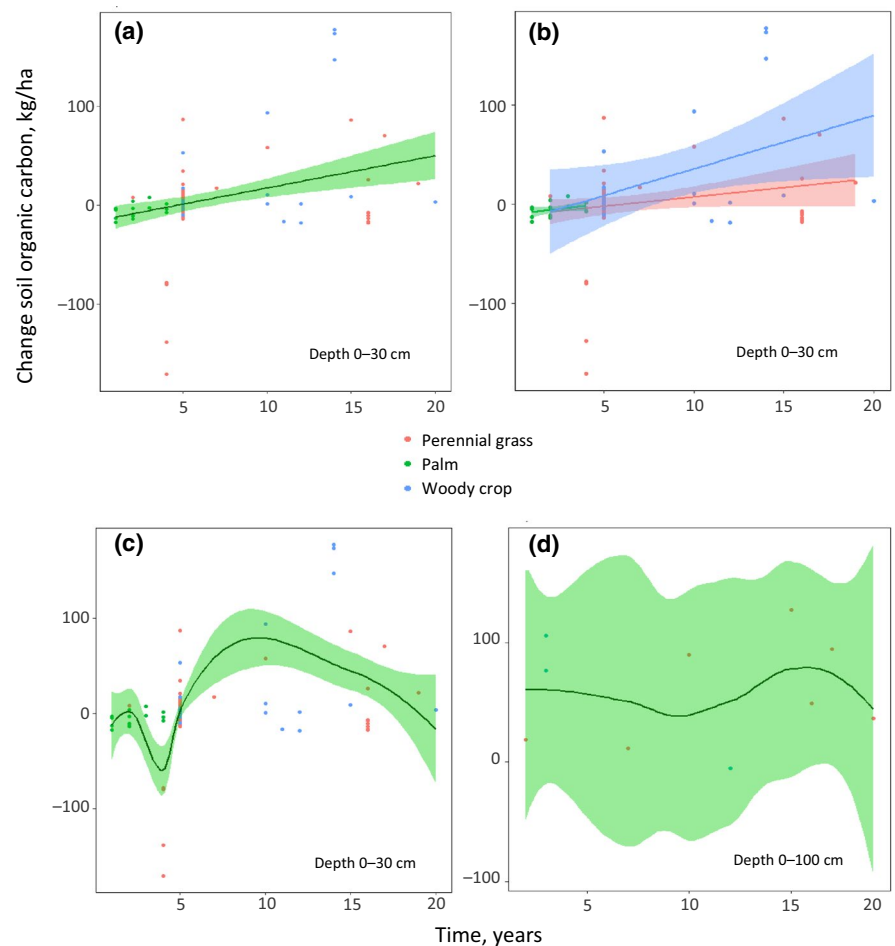 (a)
(b)
Change soil organic carbon, kg/ha
100
0
−100
Depth 0–30 cm
5
10
15
20
100
0
−100
Depth 0–30 cm
5
10
15
20
Perennial grass
Palm
Woody crop
(c)
(d)
100
0
−100
Depth 0–30 cm
5
10
15
20
100
0
−100
Depth 0–100 cm
5
10
15
20
Time, years